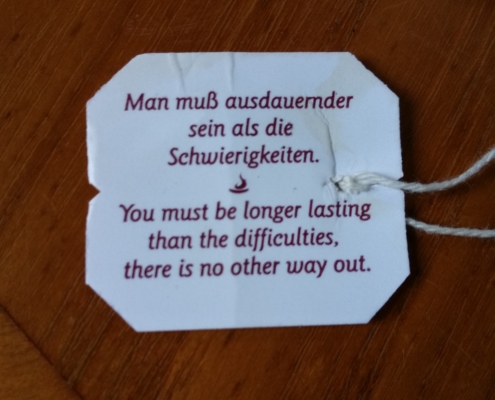 Man muß ausdauernder
sein als die
Schwierigkeiten.
You must be longer lasting
than the difficulties,
there is no other way out.